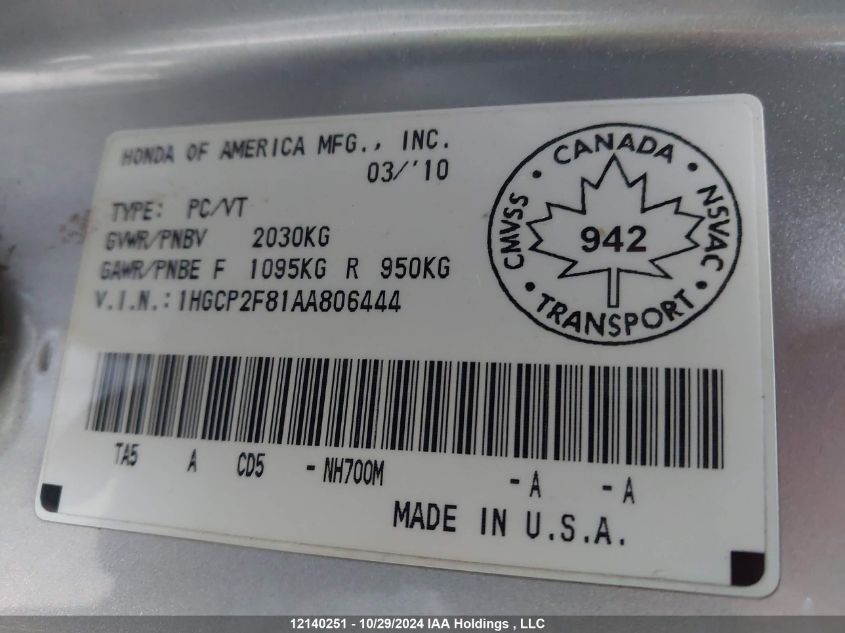 HONDA OF AMERICA MFG., INC.
03/'10
TYPE: PC/VT
GVWR/PNBV 2030KG
GAWR/PNBE F 1095KG R 950KG
V.I.N.:1HGCP2F81AA806444
CMVSS · CANADA · NSVAC · TRANSPORT ·
942
TA5 A CD5 -NH700M -A -A
MADE IN U.S.A.
12140251 - 10/29/2024 IAA Holdings , LLC